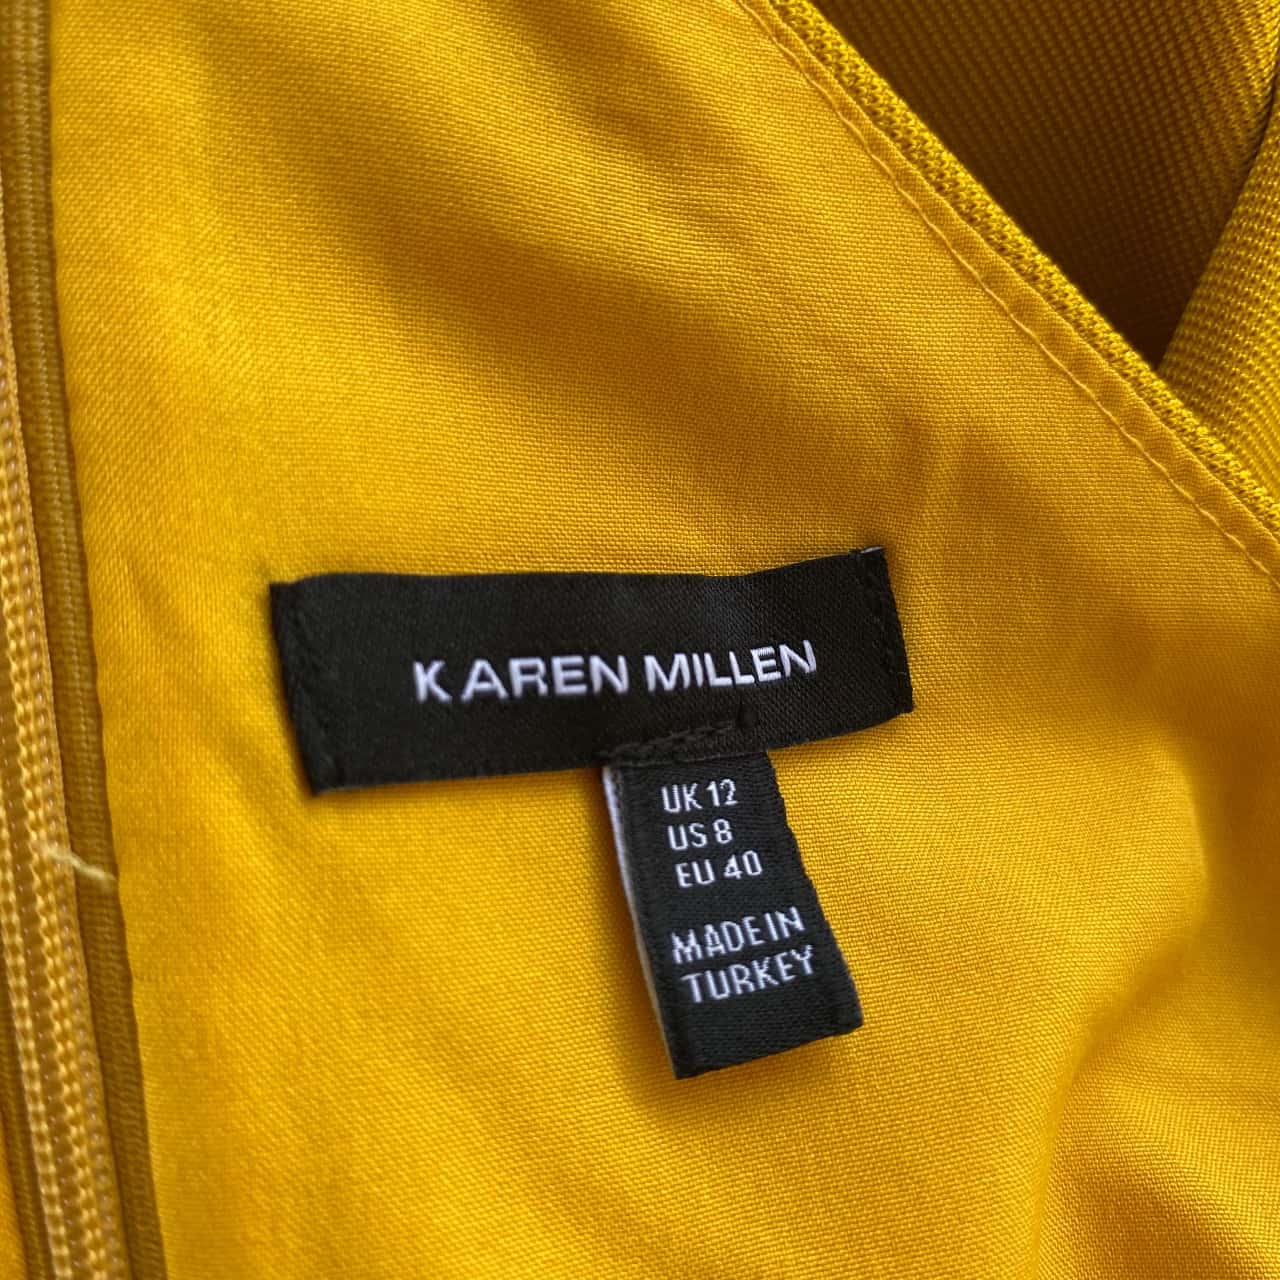 KAREN MILLEN
UK 12
US 8
EU 40
MADE IN
TURKEY